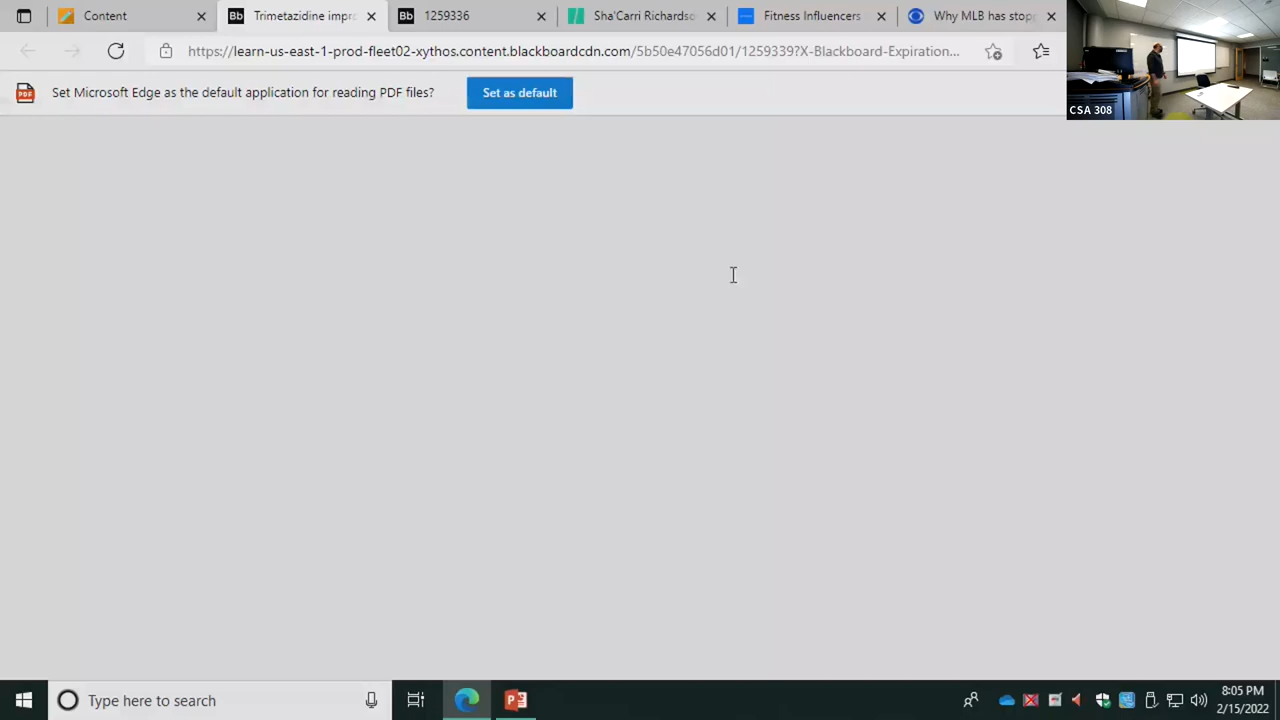 Content
Trimetazidine impr
1259336
Sha'Carri Richardso
Fitness Influencers
Why MLB has stop
https://learn-us-east-1-prod-fleet02-xythos.content.blackboardcdn.com/5b50e47056d01/1259339?X-Blackboard-Expiration...
Set Microsoft Edge as the default application for reading PDF files?
Set as default
CSA 308
Type here to search
8:05 PM
2/15/2022